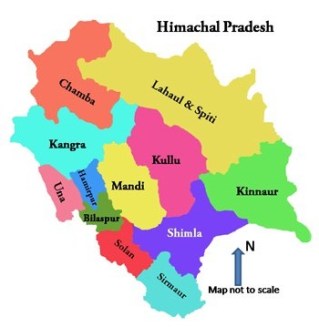 Himachal Pradesh
Chamba
Lahaul & Spiti
Kangra
Kullu
Una
Hamirpur
Mandi
Kinnaur
Bilaspur
Shimla
Solan
N
Sirmaur
Map not to scale